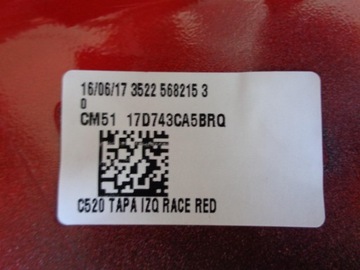 16/06/17 3522 568215 3
0
CM51 17D743CA5BRQ
C520 TAPA IZQ RACE RED